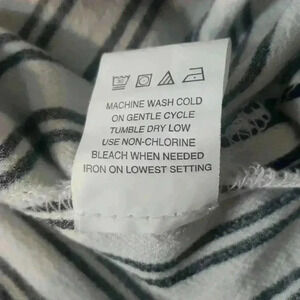 MACHINE WASH COLD
ON GENTLE CYCLE
TUMBLE DRY LOW
USE NON-CHLORINE
BLEACH WHEN NEEDED
IRON ON LOWEST SETTING